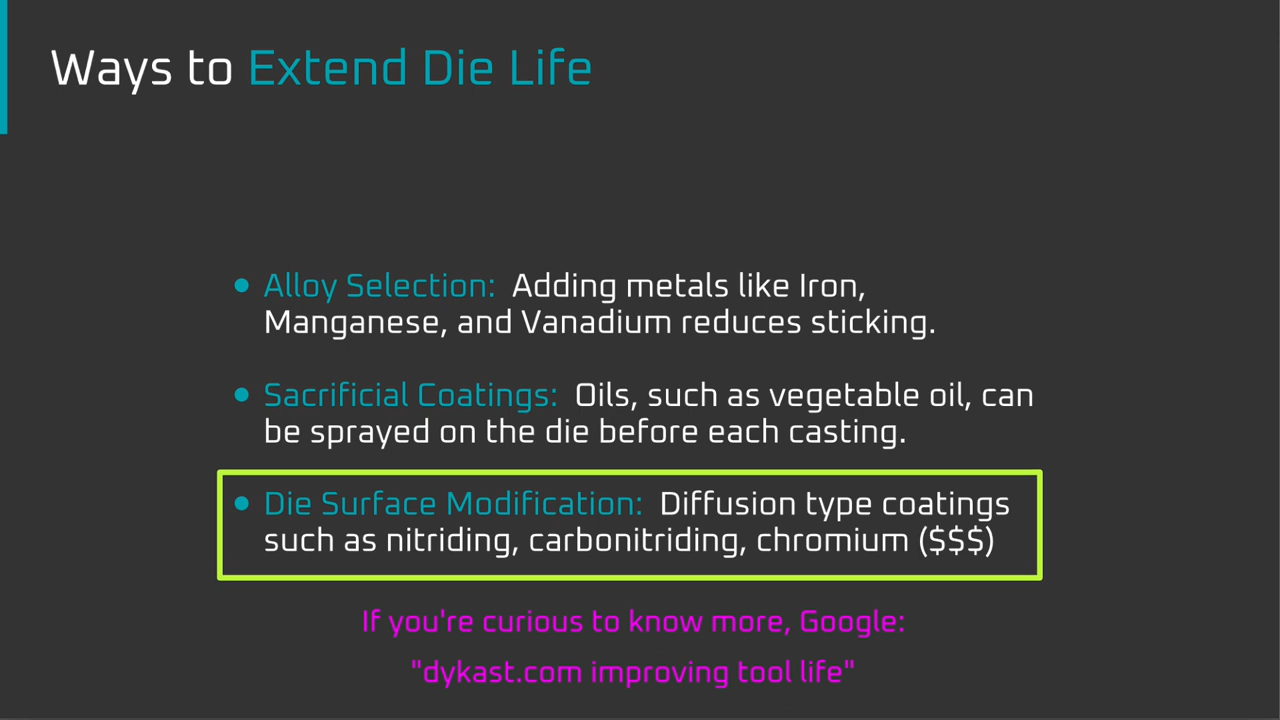 Ways to Extend Die Life
• Alloy Selection: Adding metals like Iron,
Manganese, and Vanadium reduces sticking.
• Sacrificial Coatings: Oils, such as vegetable oil, can
be sprayed on the die before each casting.
• Die Surface Modification: Diffusion type coatings
such as nitriding, carbonitriding, chromium ($$$)
If you're curious to know more, Google:
"dykast.com improving tool life"